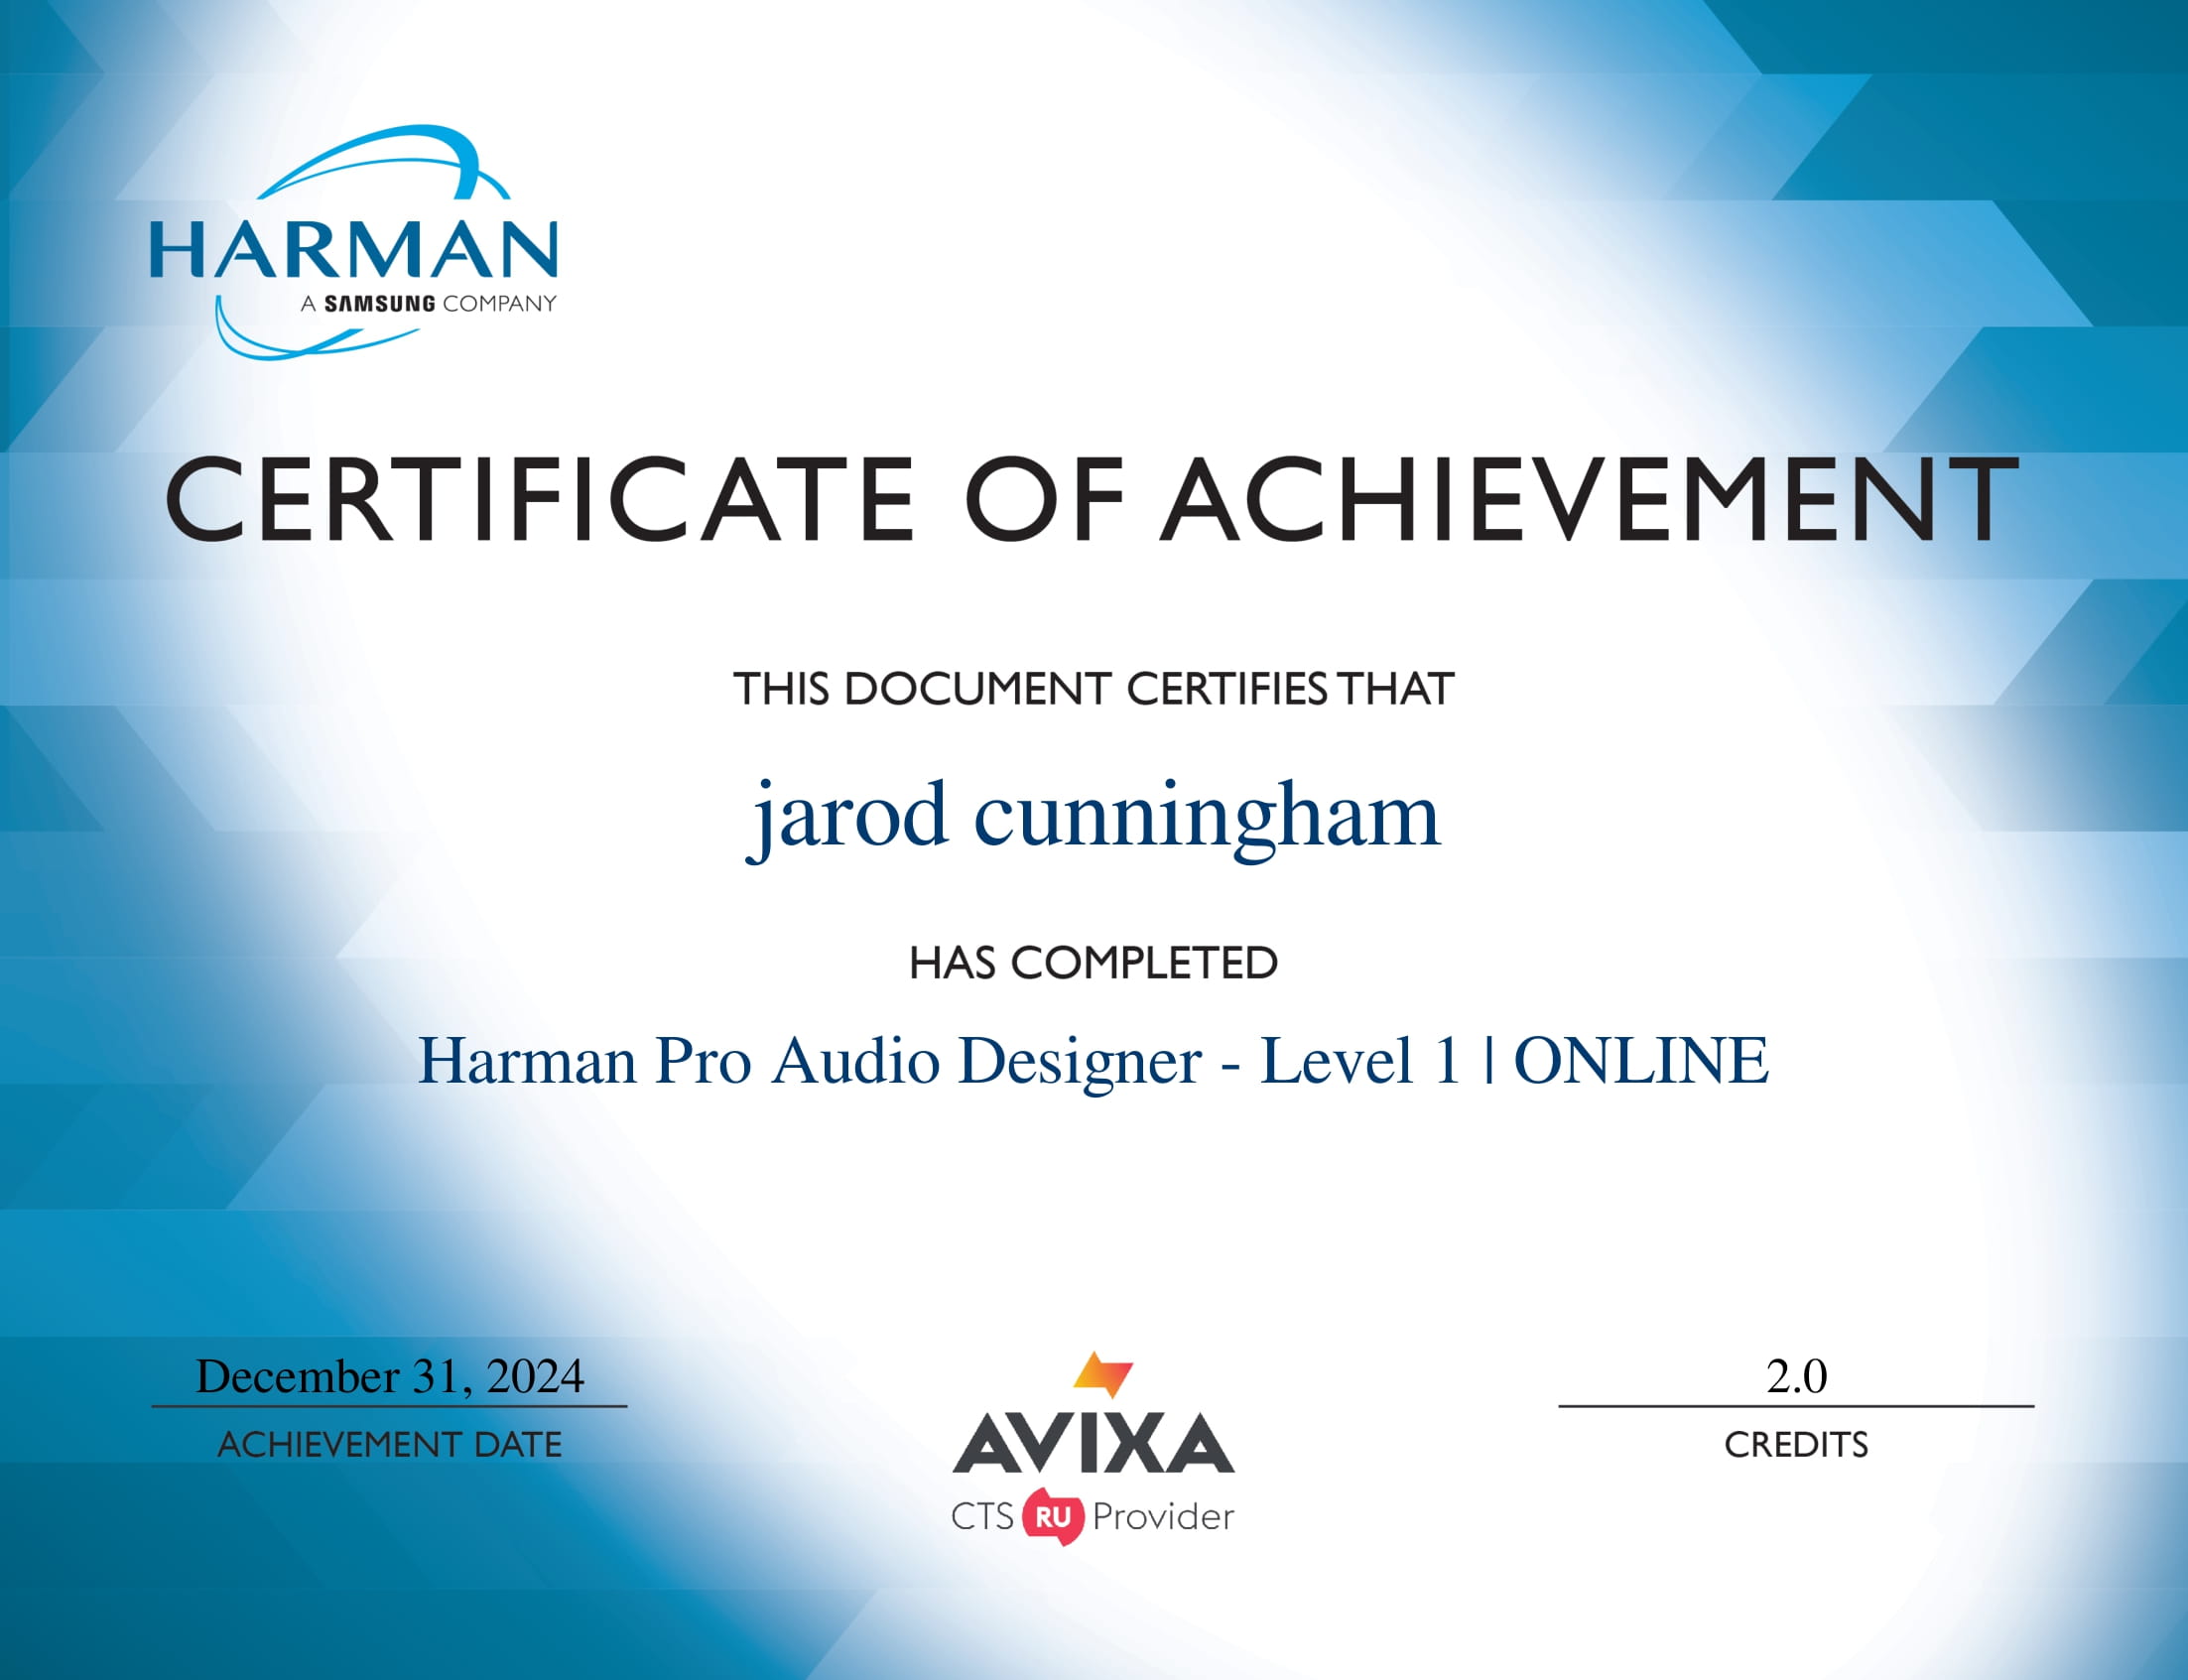 HARMAN
A SAMSUNG COMPANY
CERTIFICATE OF ACHIEVEMENT
THIS DOCUMENT CERTIFIES THAT
jarod cunningham
HAS COMPLETED
Harman Pro Audio Designer - Level 1 | ONLINE
December 31, 2024
ACHIEVEMENT DATE
AVIXA
CTS RU Provider
2.0
CREDITS